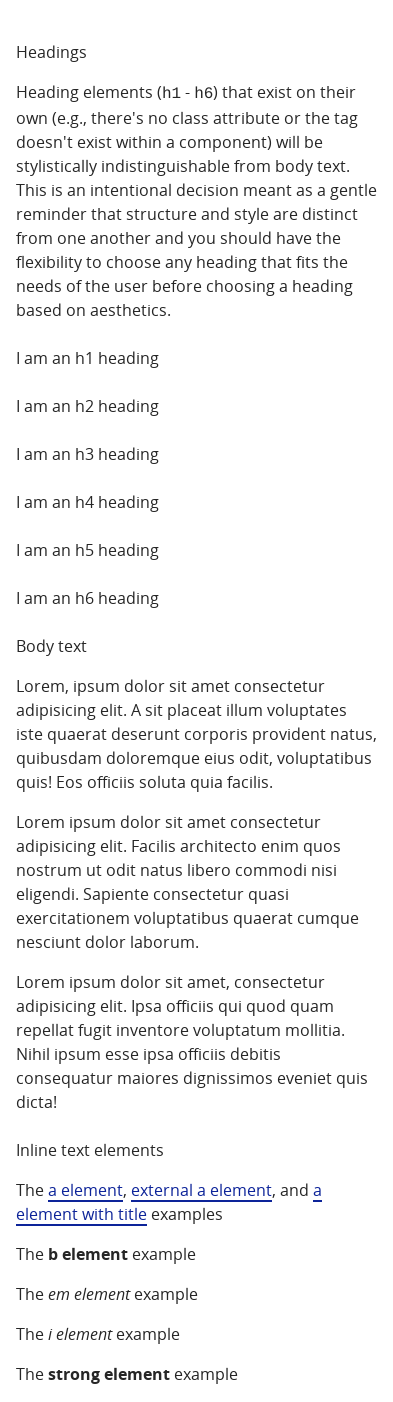 Headings
Heading elements (h1 - h6) that exist on their
own (e.g., there's no class attribute or the tag
doesn't exist within a component) will be
stylistically indistinguishable from body text.
This is an intentional decision meant as a gentle
reminder that structure and style are distinct
from one another and you should have the
flexibility to choose any heading that fits the
needs of the user before choosing a heading
based on aesthetics.
I am an h1 heading
I am an h2 heading
I am an h3 heading
I am an h4 heading
I am an h5 heading
I am an h6 heading
Body text
Lorem, ipsum dolor sit amet consectetur
adipisicing elit. A sit placeat illum voluptates
iste quaerat deserunt corporis provident natus,
quibusdam doloremque eius odit, voluptatibus
quis! Eos officiis soluta quia facilis.
Lorem ipsum dolor sit amet consectetur
adipisicing elit. Facilis architecto enim quos
nostrum ut odit natus libero commodi nisi
eligendi. Sapiente consectetur quasi
exercitationem voluptatibus quaerat cumque
nesciunt dolor laborum.
Lorem ipsum dolor sit amet, consectetur
adipisicing elit. Ipsa officiis qui quod quam
repellat fugit inventore voluptatum mollitia.
Nihil ipsum esse ipsa officiis debitis
consequatur maiores dignissimos eveniet quis
dicta!
Inline text elements
The a element, external a element, and a
element with title examples
The b element example
The em element example
The i element example
The strong element example